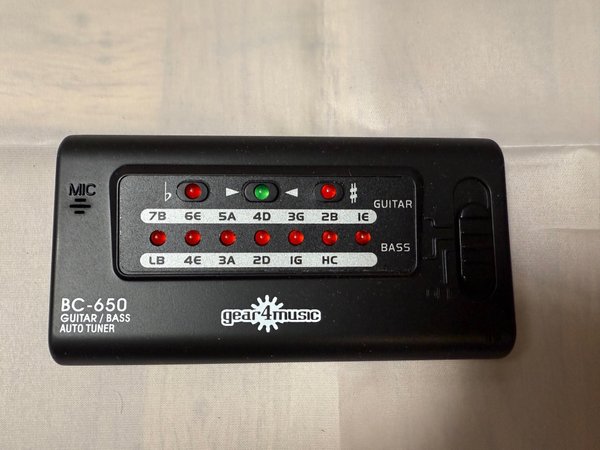 MIC
♭ ♯
GUITAR
7B 6E 5A 4D 3G 2B 1E
BASS
LB 4E 3A 2D 1G HC
BC-650
GUITAR / BASS
AUTO TUNER
gear4music